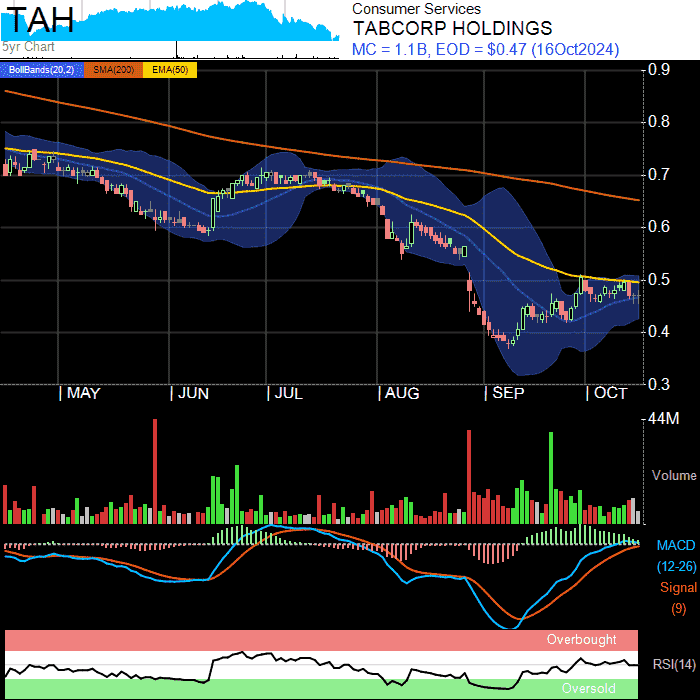 TAH
5yr Chart
Consumer Services
TABCORP HOLDINGS
MC = 1.1B, EOD = $0.47 (16Oct2024)
BollBands(20,2) SMA(200) EMA(50)
0.9
0.8
0.7
0.6
0.5
0.4
0.3
MAY JUN JUL AUG SEP OCT
44M
Volume
MACD
(12-26)
Signal
(9)
Overbought
RSI(14)
Oversold